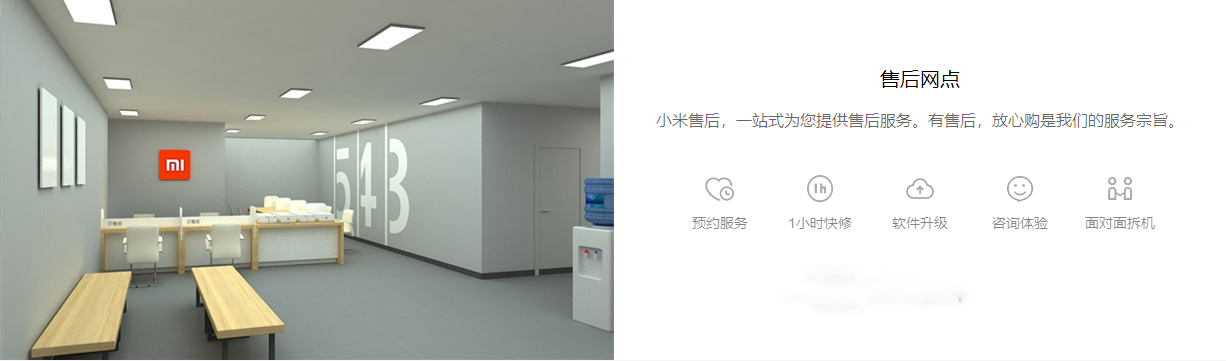 mi
543
售后网点
小米售后，一站式为您提供售后服务。有售后，放心购是我们的服务宗旨。
1h
预约服务
1小时快修
软件升级
咨询体验
面对面拆机